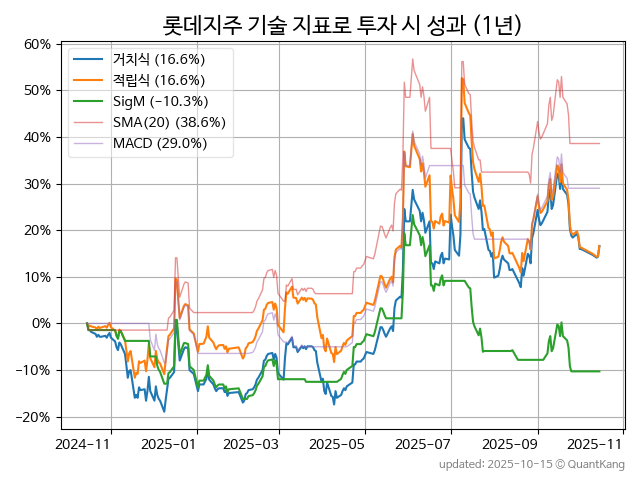 롯데지주 기술 지표로 투자 시 성과 (1년)
거치식 (16.6%)
적립식 (16.6%)
SigM (−10.3%)
SMA(20) (38.6%)
MACD (29.0%)
60%
50%
40%
30%
20%
10%
0%
−10%
−20%
2024-11 2025-01 2025-03 2025-05 2025-07 2025-09 2025-11
updated: 2025-10-15 © QuantKang